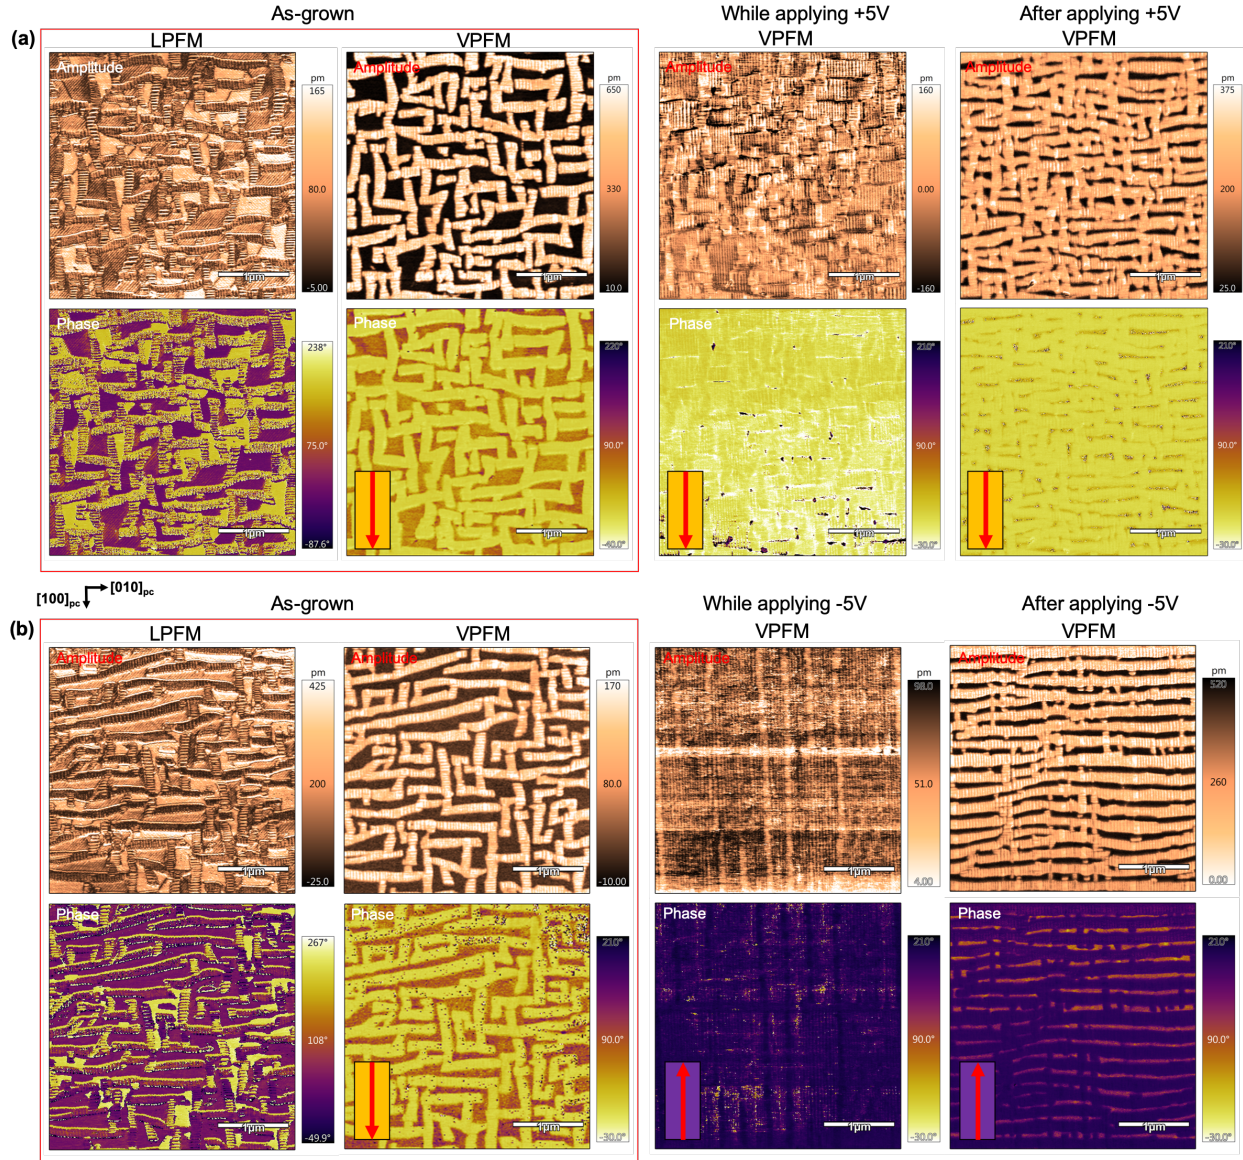 As-grown
While applying +5V
After applying +5V
(a)
LPFM
VPFM
VPFM
VPFM
Amplitude
pm
165
80.0
-5.00
1μm
Amplitude
pm
650
330
10.0
1μm
pm
160
0.00
-160
1μm
Amplitude
pm
375
200
25.0
1μm
Phase
238°
75.0°
-87.6°
1μm
220°
90.0°
-40.0°
1μm
Phase
210°
90.0°
-30.0°
1μm
210°
90.0°
-30.0°
1μm
[100]pc
[010]pc
As-grown
While applying -5V
After applying -5V
(b)
LPFM
VPFM
VPFM
VPFM
Amplitude
pm
425
200
-25.0
1μm
Amplitude
pm
170
80.0
-10.00
1μm
Amplitude
pm
98.0
51.0
4.00
1μm
Amplitude
pm
520
260
0.00
1μm
Phase
267°
108°
-49.9°
1μm
Phase
210°
90.0°
-30.0°
1μm
Phase
210°
90.0°
-30.0°
1μm
Phase
210°
90.0°
-30.0°
1μm